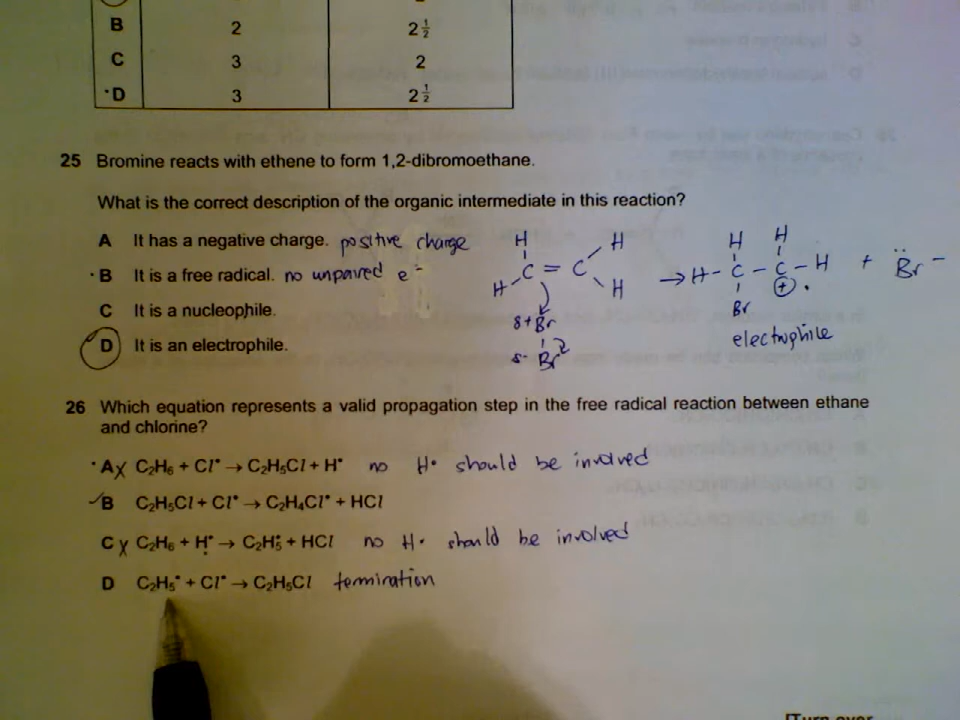 B 2 2½
C 3 2
D 3 2½
25 Bromine reacts with ethene to form 1,2-dibromoethane.
What is the correct description of the organic intermediate in this reaction?
A It has a negative charge. positive charge
B It is a free radical. no unpaired e⁻
C It is a nucleophile.
D It is an electrophile.
H H
H C = C H
δ+ Br
δ- Br
→ H - C - C - H + Br -
H H
Br ⊕
electrophile
26 Which equation represents a valid propagation step in the free radical reaction between ethane
and chlorine?
A X C₂H₆ + Cl• → C₂H₅Cl + H• no H• should be involved
✓B C₂H₅Cl + Cl• → C₂H₄Cl• + HCl
C X C₂H₆ + H• → C₂H₅• + HCl no H• should be involved
D C₂H₅• + Cl• → C₂H₅Cl termination
[Turn over